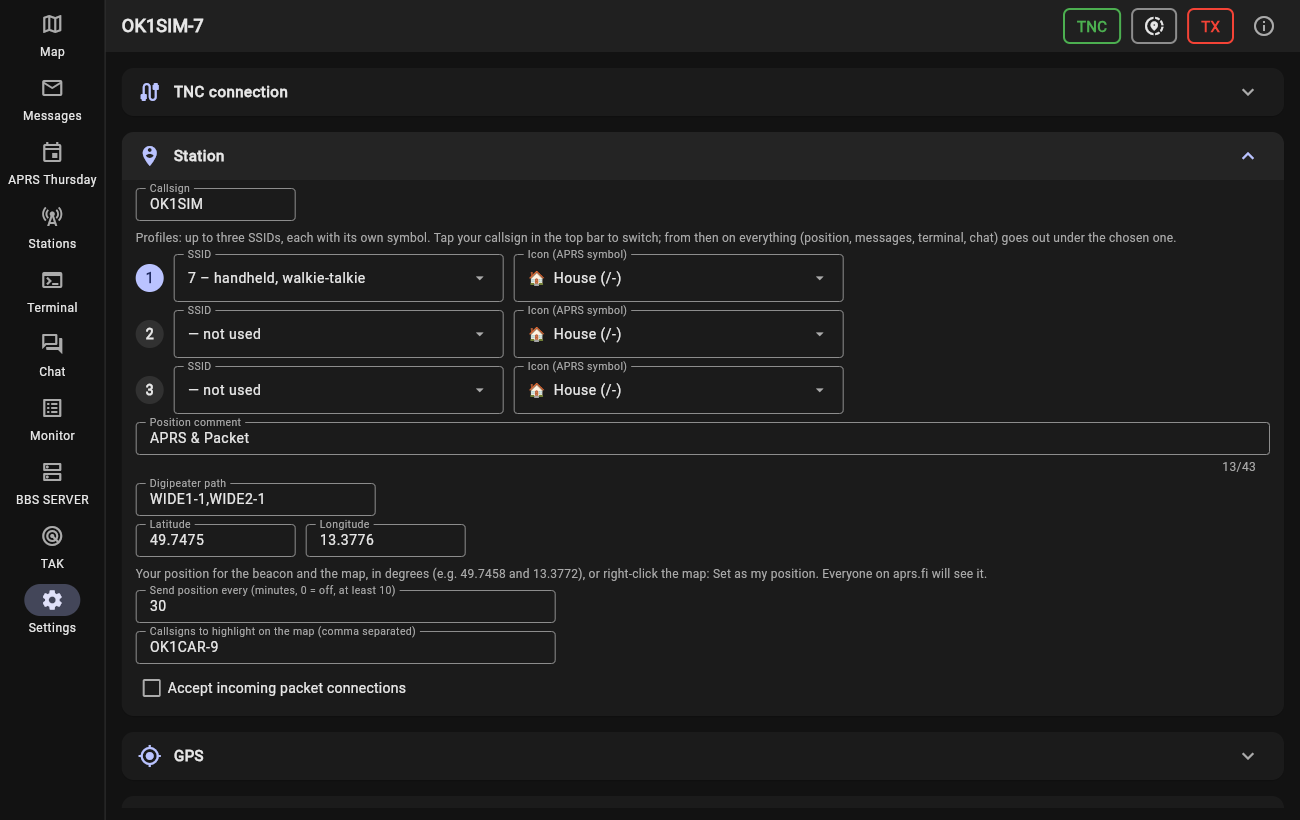 OK1SIM-7
TNC
TX
Map
Messages
APRS Thursday
Stations
Terminal
Chat
Monitor
BBS SERVER
TAK
Settings
TNC connection
Station
Callsign
OK1SIM
Profiles: up to three SSIDs, each with its own symbol. Tap your callsign in the top bar to switch; from then on everything (position, messages, terminal, chat) goes out under the chosen one.
1
SSID
7 – handheld, walkie-talkie
Icon (APRS symbol)
House (/-)
2
SSID
— not used
Icon (APRS symbol)
House (/-)
3
SSID
— not used
Icon (APRS symbol)
House (/-)
Position comment
APRS & Packet
13/43
Digipeater path
WIDE1-1,WIDE2-1
Latitude
49.7475
Longitude
13.3776
Your position for the beacon and the map, in degrees (e.g. 49.7458 and 13.3772), or right-click the map: Set as my position. Everyone on aprs.fi will see it.
Send position every (minutes, 0 = off, at least 10)
30
Callsigns to highlight on the map (comma separated)
OK1CAR-9
Accept incoming packet connections
GPS